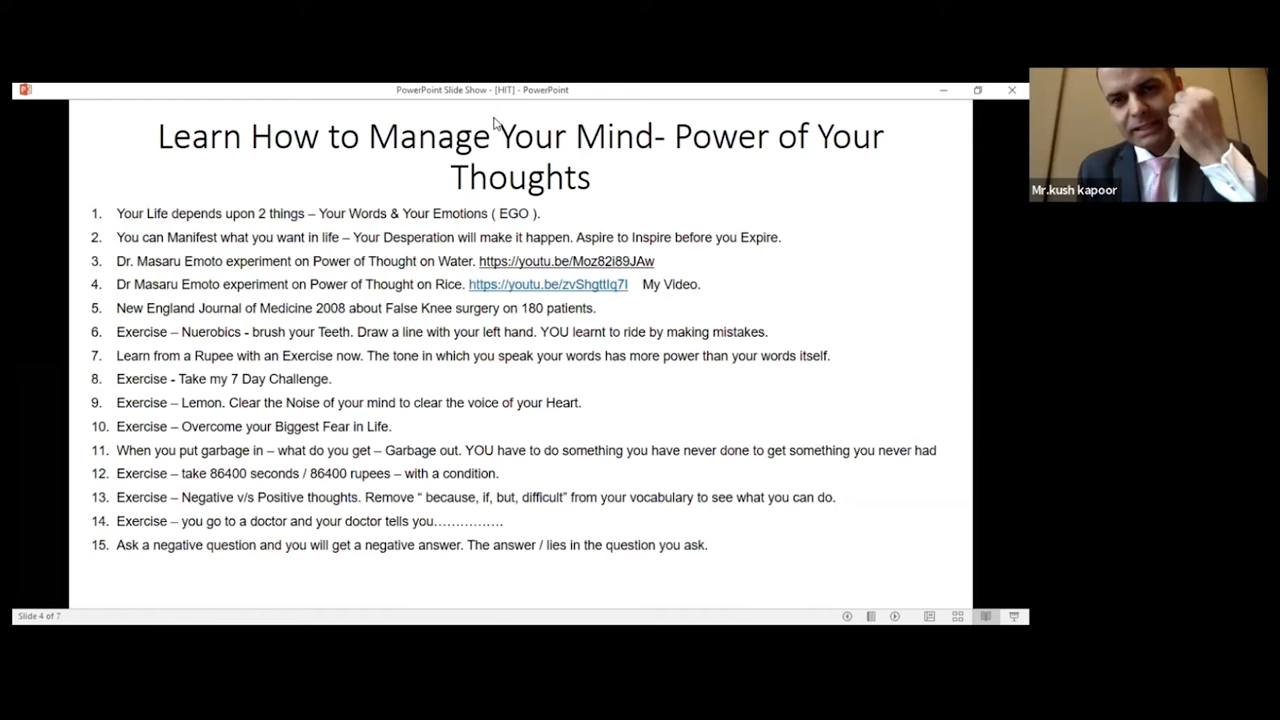 PowerPoint Slide Show - [HIT] - PowerPoint
Learn How to Manage Your Mind- Power of Your
Thoughts
1. Your Life depends upon 2 things – Your Words & Your Emotions ( EGO ).
2. You can Manifest what you want in life – Your Desperation will make it happen. Aspire to Inspire before you Expire.
3. Dr. Masaru Emoto experiment on Power of Thought on Water. https://youtu.be/Moz82i89JAw
4. Dr Masaru Emoto experiment on Power of Thought on Rice. https://youtu.be/zvShgttIq7I My Video.
5. New England Journal of Medicine 2008 about False Knee surgery on 180 patients.
6. Exercise – Nuerobics - brush your Teeth. Draw a line with your left hand. YOU learnt to ride by making mistakes.
7. Learn from a Rupee with an Exercise now. The tone in which you speak your words has more power than your words itself.
8. Exercise - Take my 7 Day Challenge.
9. Exercise – Lemon. Clear the Noise of your mind to clear the voice of your Heart.
10. Exercise – Overcome your Biggest Fear in Life.
11. When you put garbage in – what do you get – Garbage out. YOU have to do something you have never done to get something you never had
12. Exercise – take 86400 seconds / 86400 rupees – with a condition.
13. Exercise – Negative v/s Positive thoughts. Remove “ because, if, but, difficult” from your vocabulary to see what you can do.
14. Exercise – you go to a doctor and your doctor tells you................
15. Ask a negative question and you will get a negative answer. The answer / lies in the question you ask.
Slide 4 of 7
Mr.kush kapoor